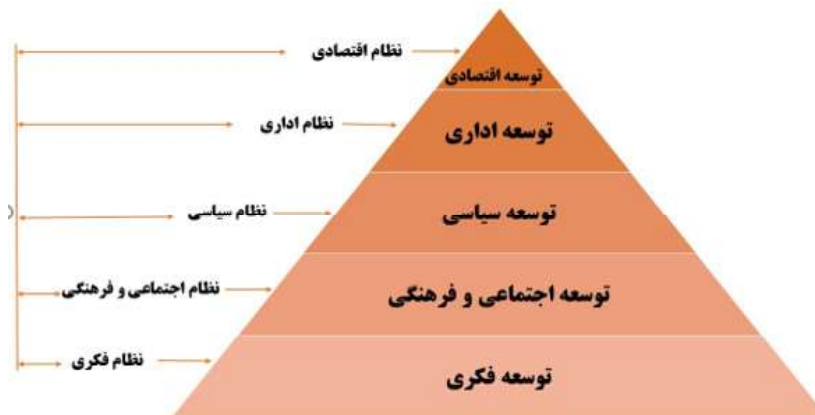 نظام اقتصادی
توسعه اقتصادی
نظام اداری
توسعه اداری
نظام سیاسی
توسعه سیاسی
نظام اجتماعی و فرهنگی
توسعه اجتماعی و فرهنگی
نظام فکری
توسعه فکری